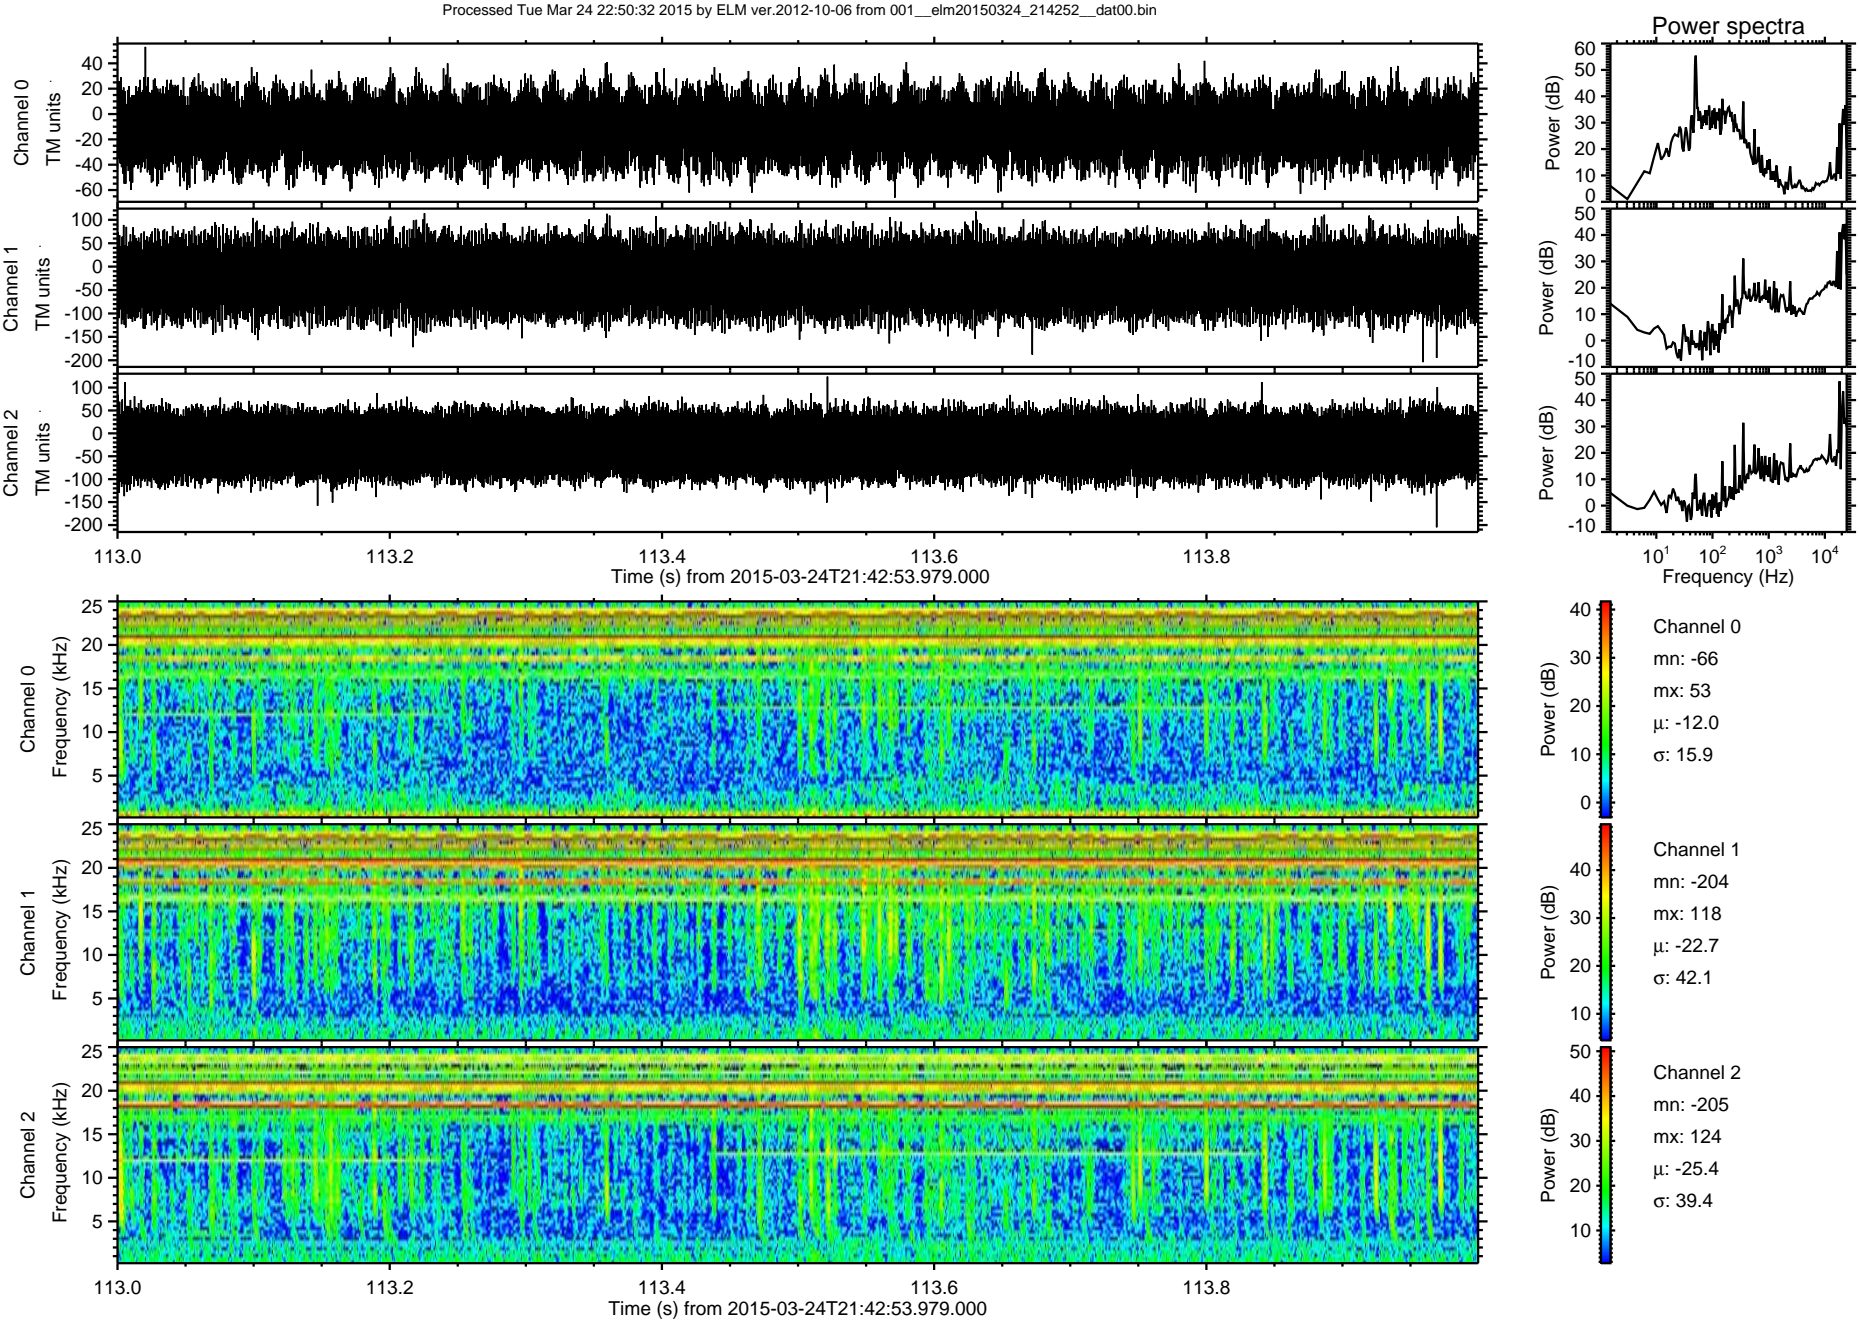 Processed Tue Mar 24 22:50:32 2015 by ELM ver.2012-10-06 from 001__elm20150324_214252__dat00.bin
Power spectra
Channel 0
TM units
40
20
0
-20
-40
-60
Power (dB)
60
50
40
30
20
10
0
Channel 1
TM units
100
50
0
-50
-100
-150
-200
Power (dB)
50
40
30
20
10
0
-10
Channel 2
TM units
100
50
0
-50
-100
-150
-200
Power (dB)
50
40
30
20
10
0
-10
113.0 113.2 113.4 113.6 113.8
Time (s) from 2015-03-24T21:42:53.979.000
10^1 10^2 10^3 10^4
Frequency (Hz)
Channel 0
Frequency (kHz)
25
20
15
10
5
Power (dB)
40
30
20
10
0
Channel 0
mn: -66
mx: 53
μ: -12.0
σ: 15.9
Channel 1
Frequency (kHz)
25
20
15
10
5
Power (dB)
40
30
20
10
Channel 1
mn: -204
mx: 118
μ: -22.7
σ: 42.1
Channel 2
Frequency (kHz)
25
20
15
10
5
Power (dB)
50
40
30
20
10
Channel 2
mn: -205
mx: 124
μ: -25.4
σ: 39.4
113.0 113.2 113.4 113.6 113.8
Time (s) from 2015-03-24T21:42:53.979.000